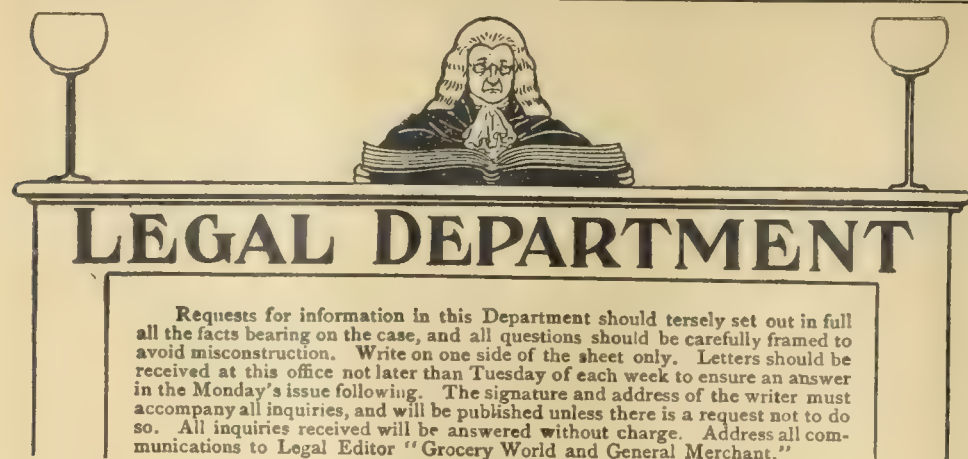 LEGAL DEPARTMENT
Requests for information in this Department should tersely set out in full
all the facts bearing on the case, and all questions should be carefully framed to
avoid misconstruction. Write on one side of the sheet only. Letters should be
received at this office not later than Tuesday of each week to ensure an answer
in the Monday's issue following. The signature and address of the writer must
accompany all inquiries, and will be published unless there is a request not to do
so. All inquiries received will be answered without charge. Address all com-
munications to Legal Editor "Grocery World and General Merchant."